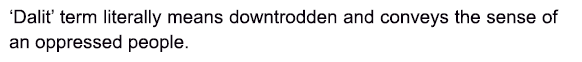 ‘Dalit’ term literally means downtrodden and conveys the sense of
an oppressed people.